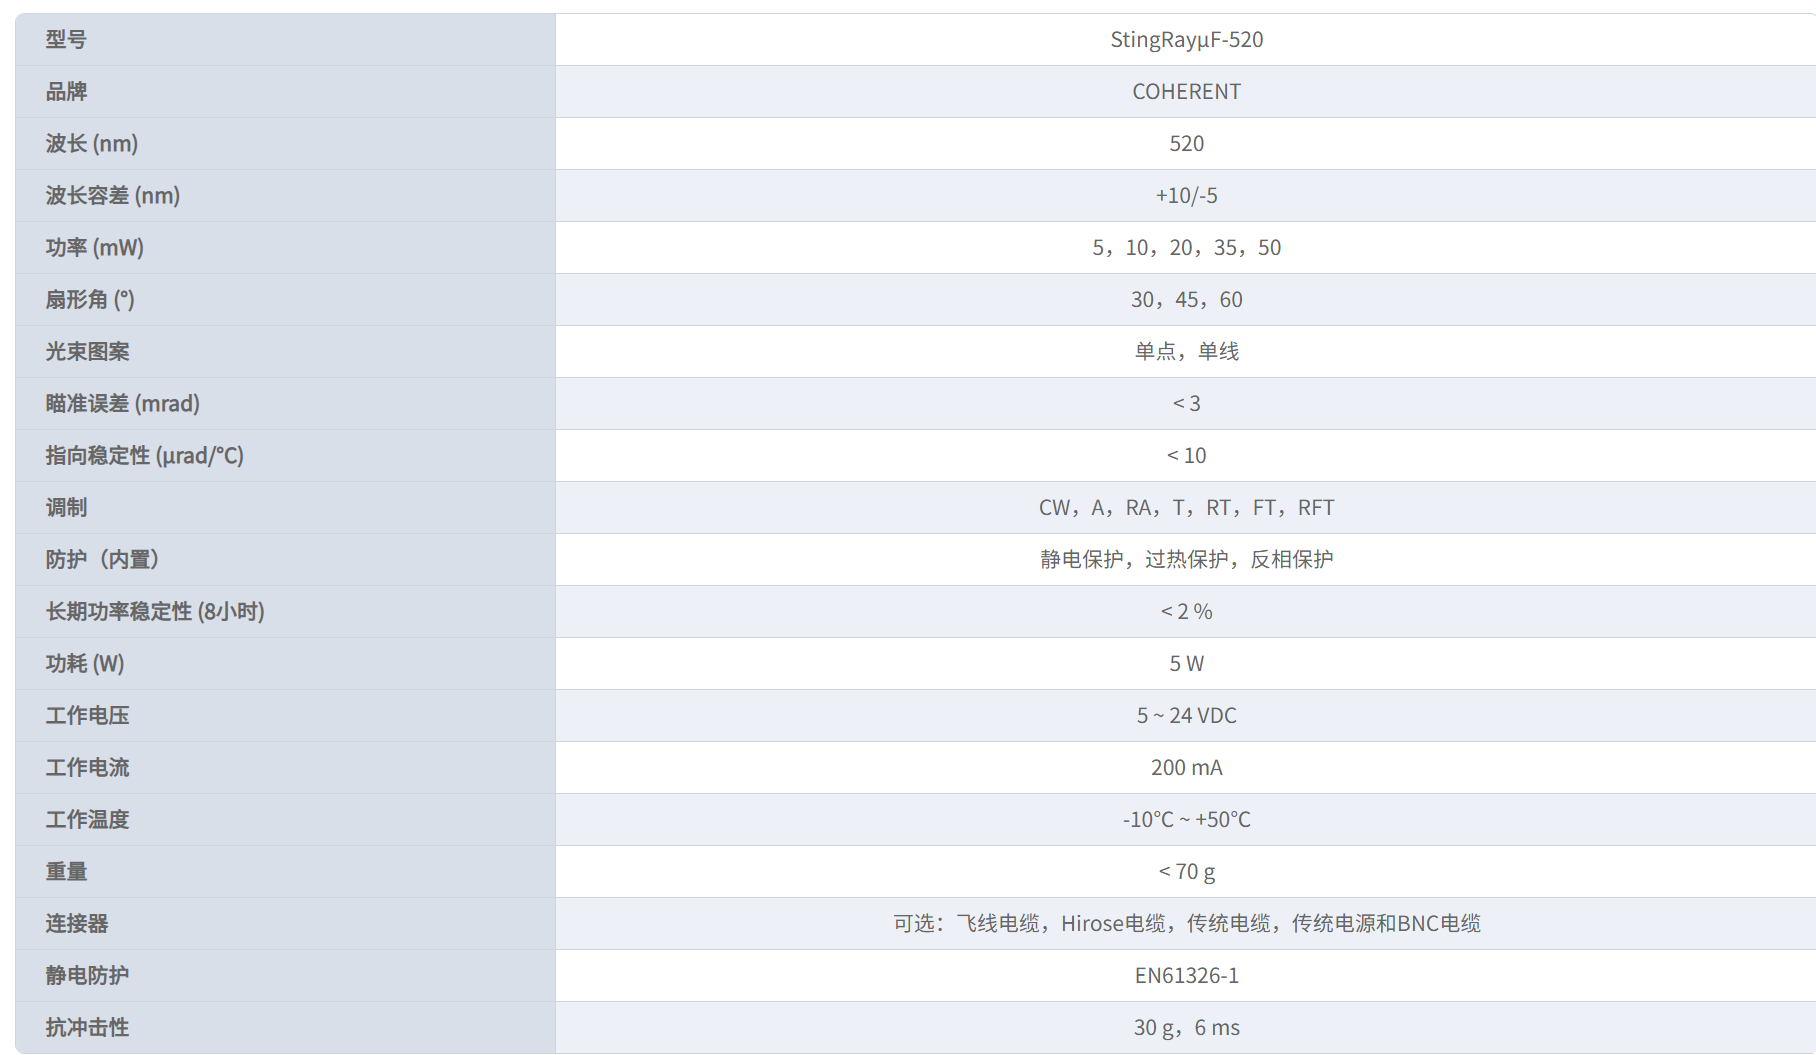 型号 StingRayμF-520
品牌 COHERENT
波长 (nm) 520
波长容差 (nm) +10/-5
功率 (mW) 5，10，20，35，50
扇形角 (°) 30，45，60
光束图案 单点，单线
瞄准误差 (mrad) < 3
指向稳定性 (μrad/°C) < 10
调制 CW，A，RA，T，RT，FT，RFT
防护（内置） 静电保护，过热保护，反相保护
长期功率稳定性 (8小时) < 2 %
功耗 (W) 5 W
工作电压 5 ~ 24 VDC
工作电流 200 mA
工作温度 -10°C ~ +50°C
重量 < 70 g
连接器 可选：飞线电缆，Hirose电缆，传统电缆，传统电源和BNC电缆
静电防护 EN61326-1
抗冲击性 30 g，6 ms